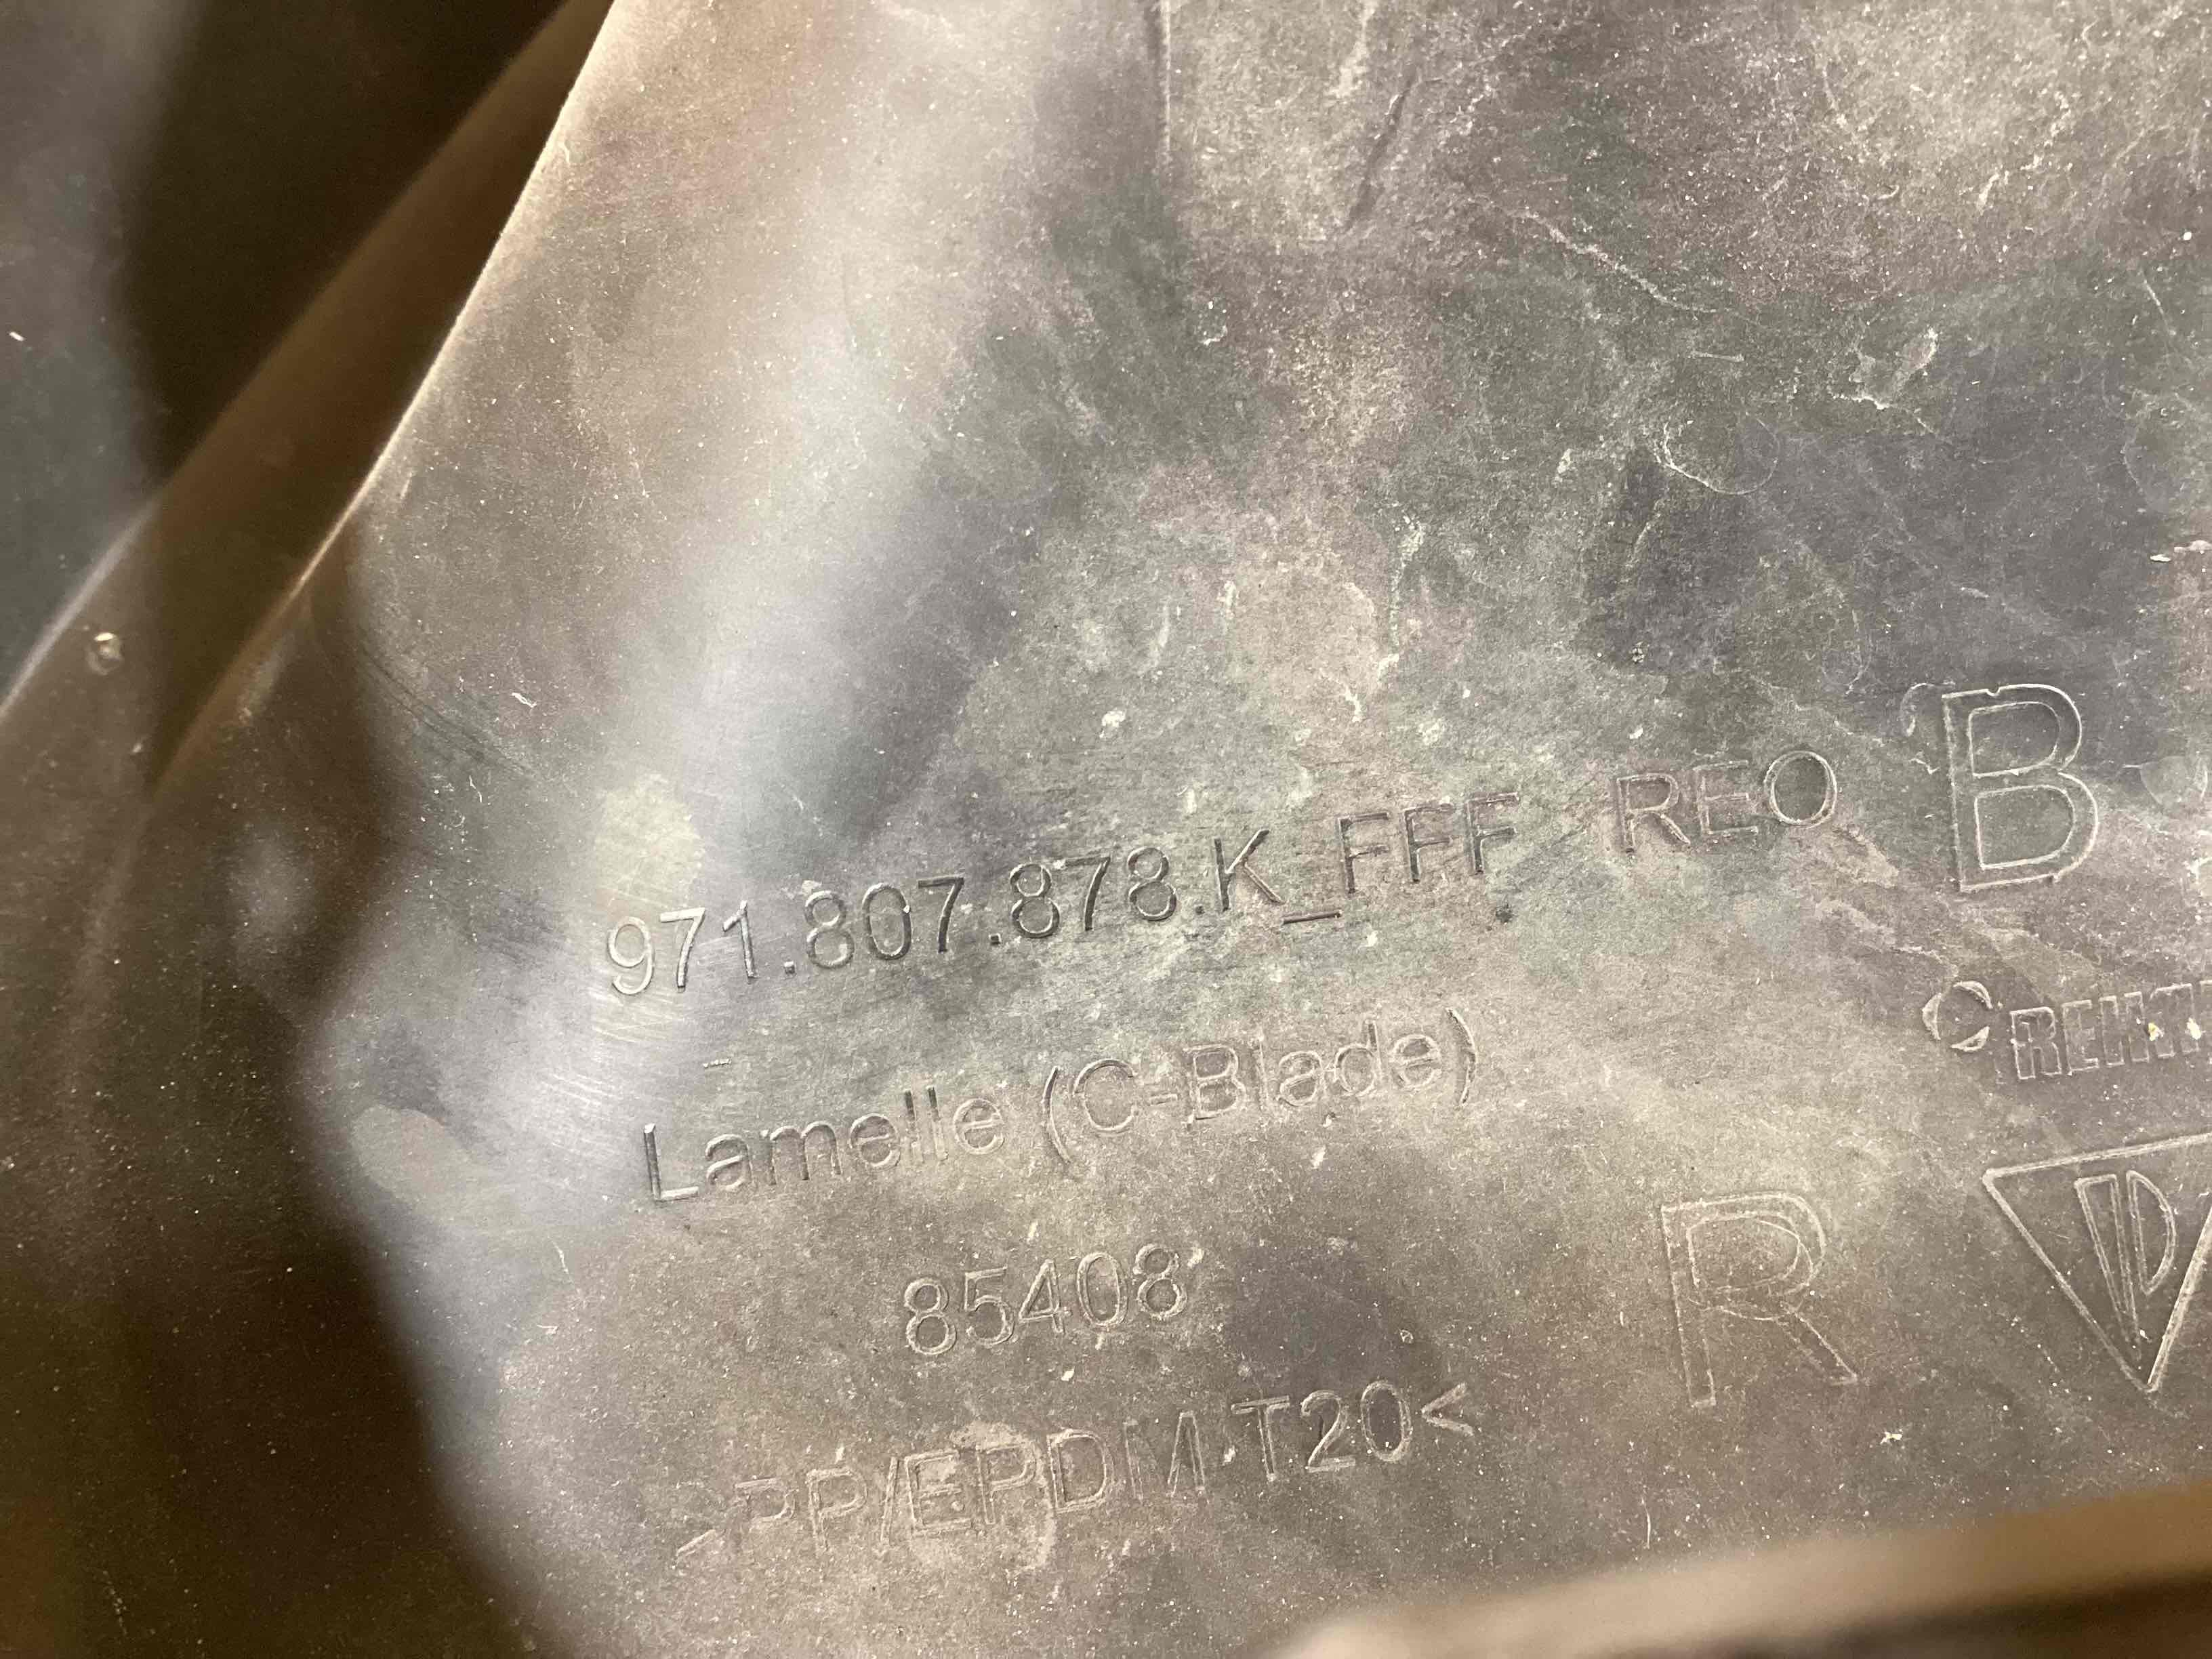 971.807.878.K_FFF REO B
Lamelle (C-Blade)
85408 R
>PP/EPDM T20<